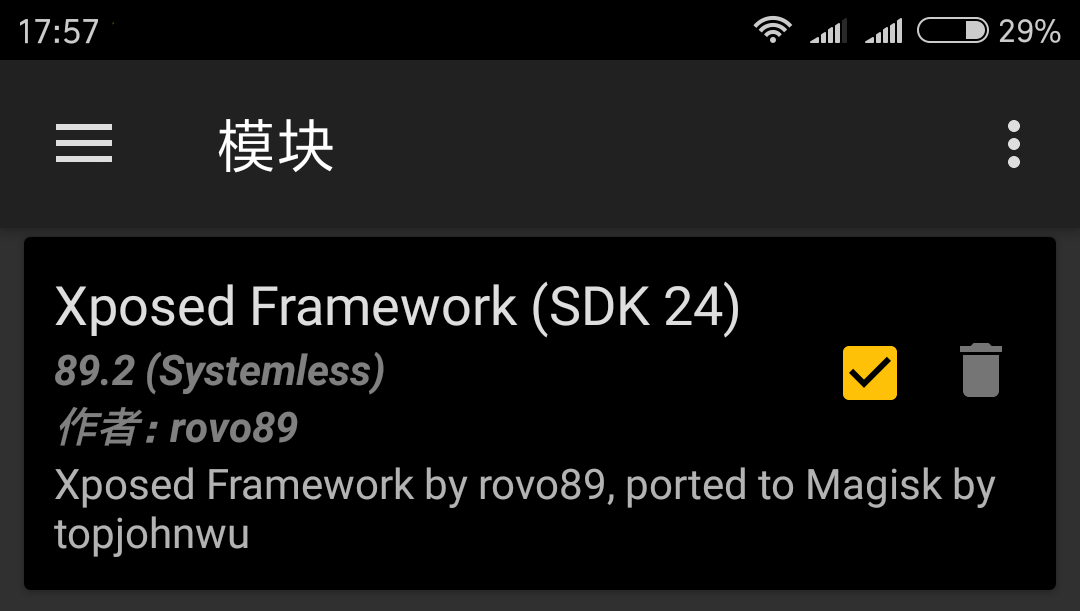 17:57
29%
模块
Xposed Framework (SDK 24)
89.2 (Systemless)
作者: rovo89
Xposed Framework by rovo89, ported to Magisk by
topjohnwu